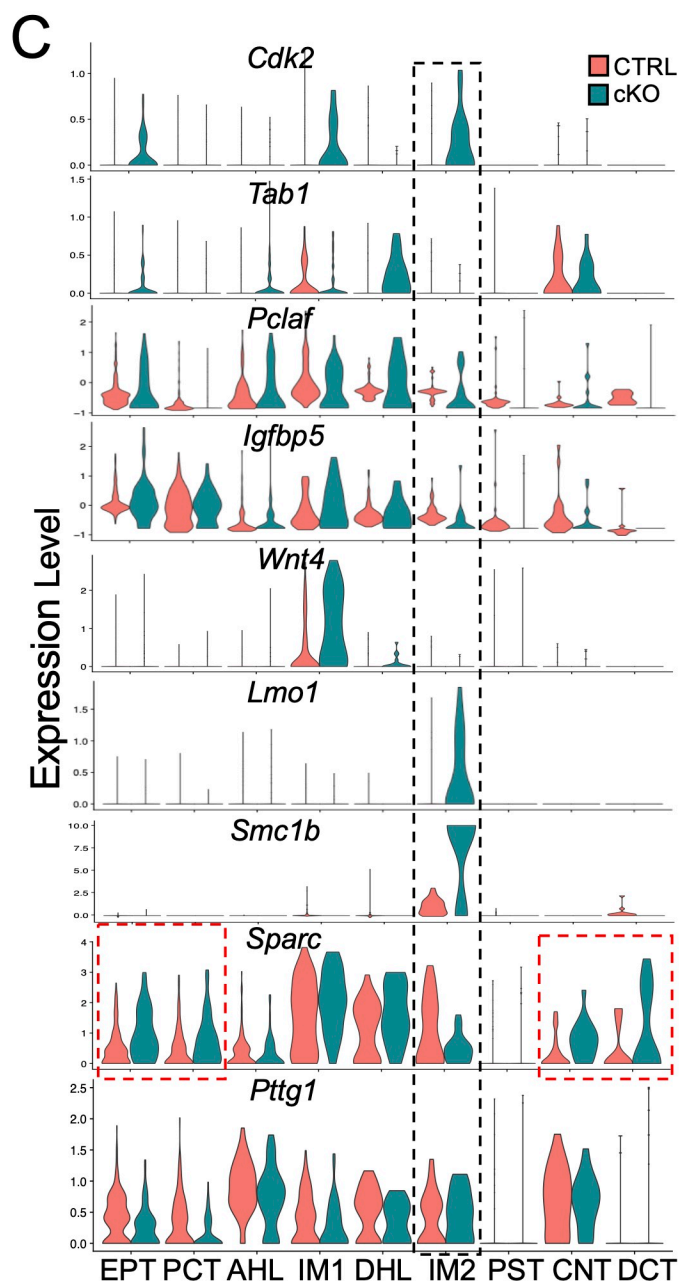 C
Cdk2
CTRL
cKO
1.0
0.5
0.0
Tab1
1.5
1.0
0.5
0.0
Pclaf
2
1
0
-1
Igfbp5
2
1
0
-1
Wnt4
2
1
0
Lmo1
1.5
1.0
0.5
0.0
Smc1b
10.0
7.5
5.0
2.5
0.0
Sparc
4
3
2
1
0
Pttg1
2.5
2.0
1.5
1.0
0.5
0.0
Expression Level
EPT PCT AHL IM1 DHL IM2 PST CNT DCT